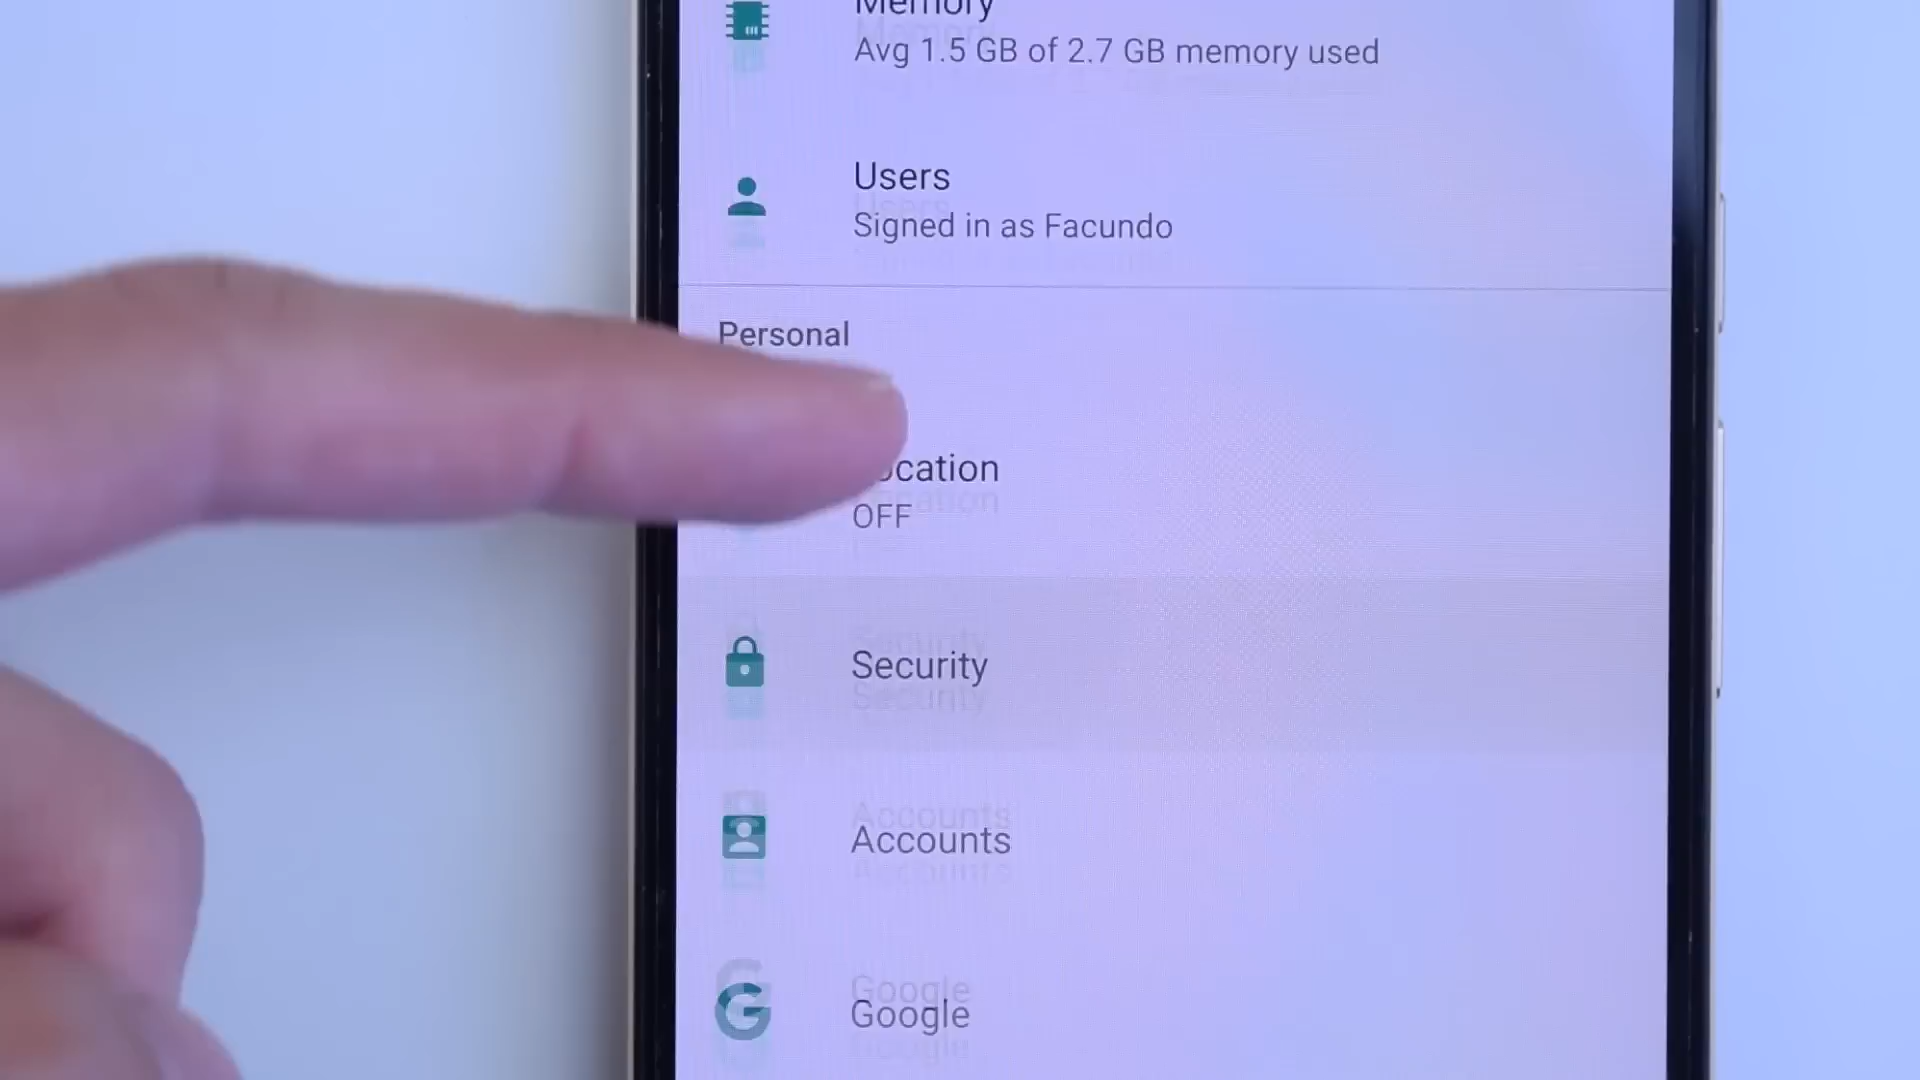 Memory
Avg 1.5 GB of 2.7 GB memory used
Users
Signed in as Facundo
Personal
ocation
OFF
Security
Accounts
Google